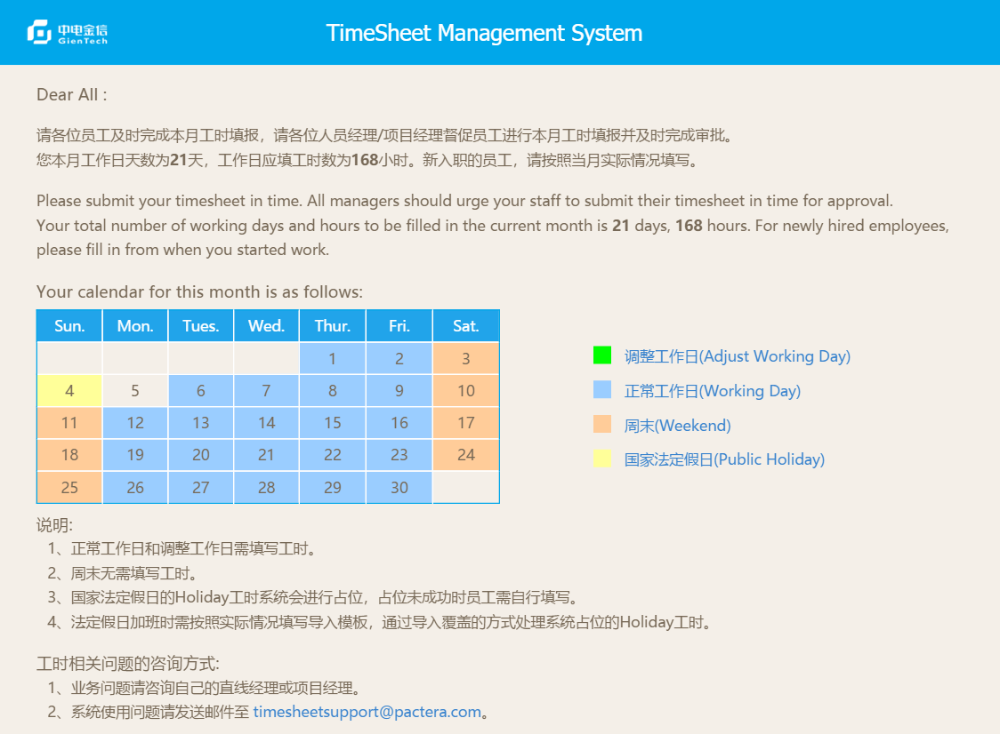 中电金信
GienTech
TimeSheet Management System
Dear All :
请各位员工及时完成本月工时填报，请各位人员经理/项目经理督促员工进行本月工时填报并及时完成审批。
您本月工作日天数为21天，工作日应填工时数为168小时。新入职的员工，请按照当月实际情况填写。
Please submit your timesheet in time. All managers should urge your staff to submit their timesheet in time for approval.
Your total number of working days and hours to be filled in the current month is 21 days, 168 hours. For newly hired employees,
please fill in from when you started work.
Your calendar for this month is as follows:
Sun. Mon. Tues. Wed. Thur. Fri. Sat.
1 2 3
4 5 6 7 8 9 10
11 12 13 14 15 16 17
18 19 20 21 22 23 24
25 26 27 28 29 30
调整工作日(Adjust Working Day)
正常工作日(Working Day)
周末(Weekend)
国家法定假日(Public Holiday)
说明:
1、正常工作日和调整工作日需填写工时。
2、周末无需填写工时。
3、国家法定假日的Holiday工时系统会进行占位，占位未成功时员工需自行填写。
4、法定假日加班时需按照实际情况填写导入模板，通过导入覆盖的方式处理系统占位的Holiday工时。
工时相关问题的咨询方式:
1、业务问题请咨询自己的直线经理或项目经理。
2、系统使用问题请发送邮件至 timesheetsupport@pactera.com。